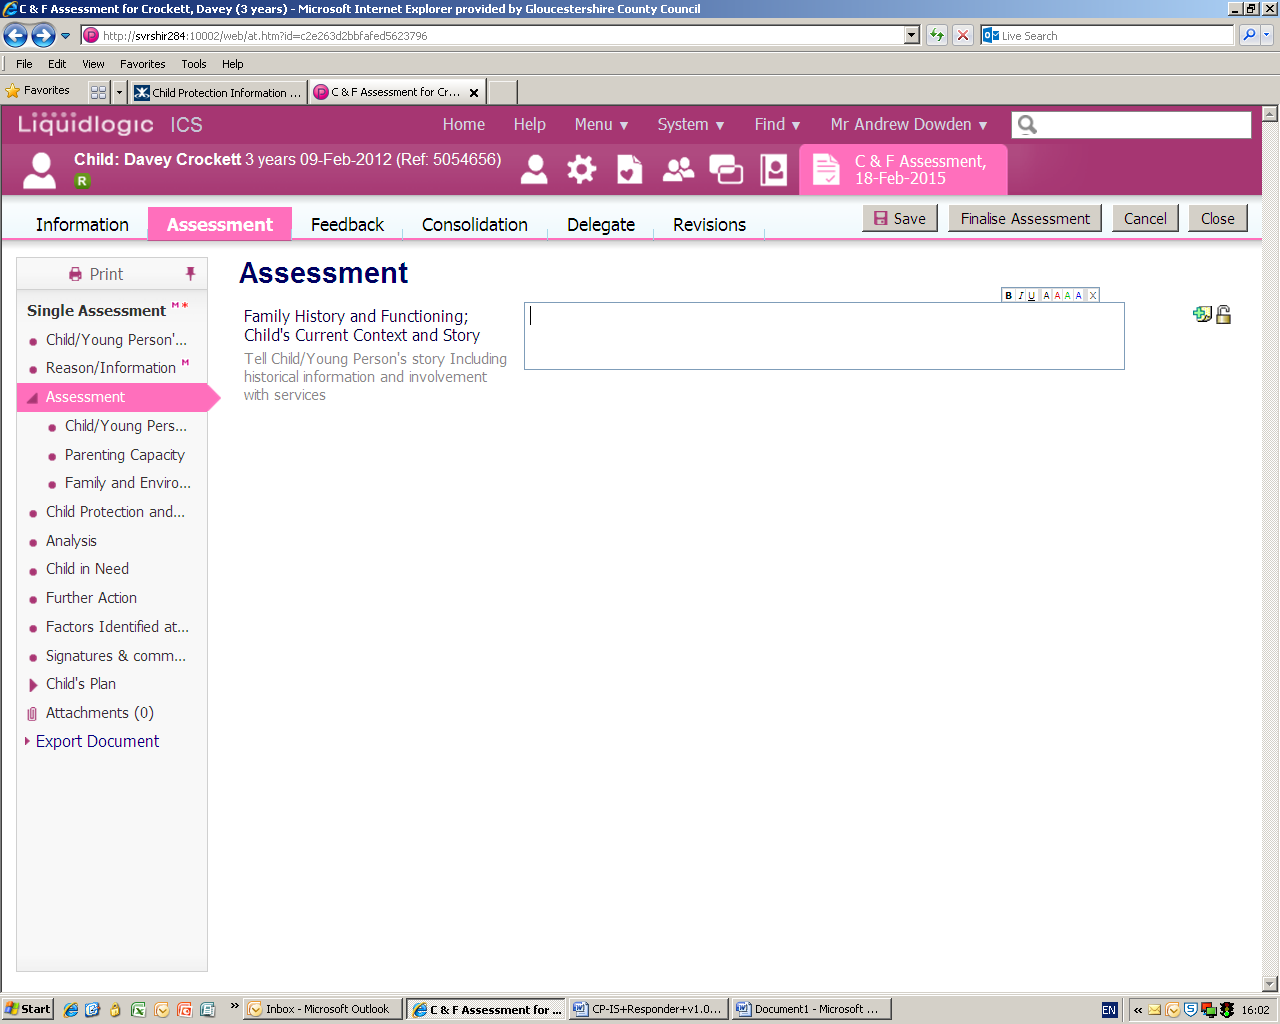 C & F Assessment for Crockett, Davey (3 years) - Microsoft Internet Explorer provided by Gloucestershire County Council
http://svrshir284:10002/web/at.htm?id=c2e263d2bbfafed5623796
Live Search
File Edit View Favorites Tools Help
Favorites
Child Protection Information ...
C & F Assessment for Cr...
Liquidlogic ICS
Home Help Menu ▼ System ▼ Find ▼ Mr Andrew Dowden ▼
Child: Davey Crockett 3 years 09-Feb-2012 (Ref: 5054656)
R
C & F Assessment,
18-Feb-2015
Information Assessment Feedback Consolidation Delegate Revisions
Save Finalise Assessment Cancel Close
Print
Single Assessment M *
Child/Young Person'...
Reason/Information M
Assessment
Child/Young Pers...
Parenting Capacity
Family and Enviro...
Child Protection and...
Analysis
Child in Need
Further Action
Factors Identified at...
Signatures & comm...
Child's Plan
Attachments (0)
Export Document
Assessment
B I U A A A A X
Family History and Functioning;
Child's Current Context and Story
Tell Child/Young Person's story Including
historical information and involvement
with services
Start
Inbox - Microsoft Outlook
C & F Assessment for ...
CP-IS+Responder+v1.0...
Document1 - Microsoft ...
EN
16:02